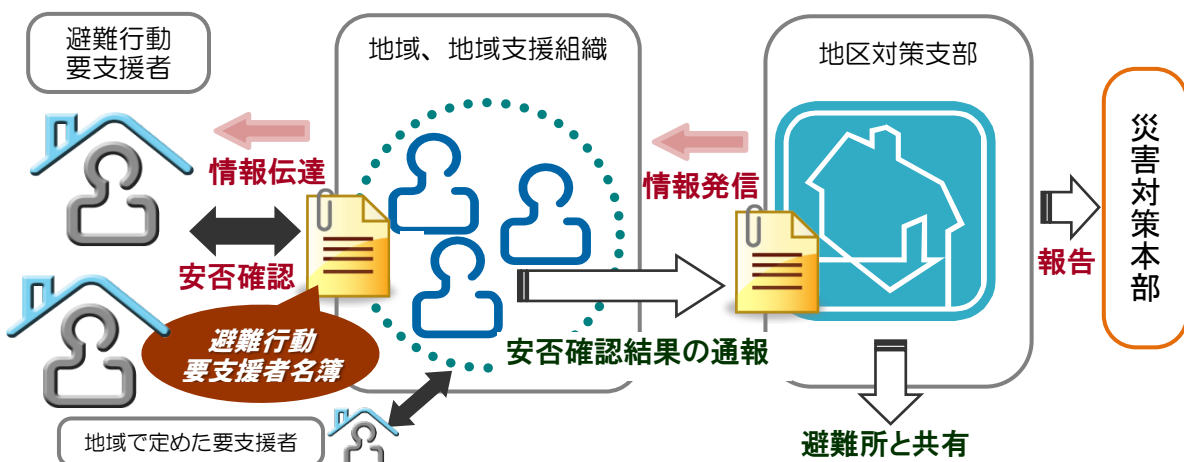 避難行動
要支援者
地域、地域支援組織
地区対策支部
災害対策本部
情報伝達
情報発信
安否確認
報告
避難行動
要支援者名簿
安否確認結果の通報
地域で定めた要支援者
避難所と共有